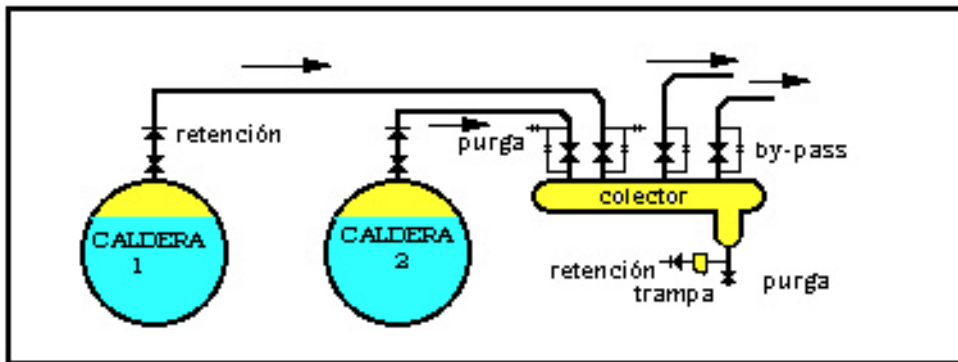 retención
purga
by-pass
colector
CALDERA
1
CALDERA
2
retención
trampa
purga